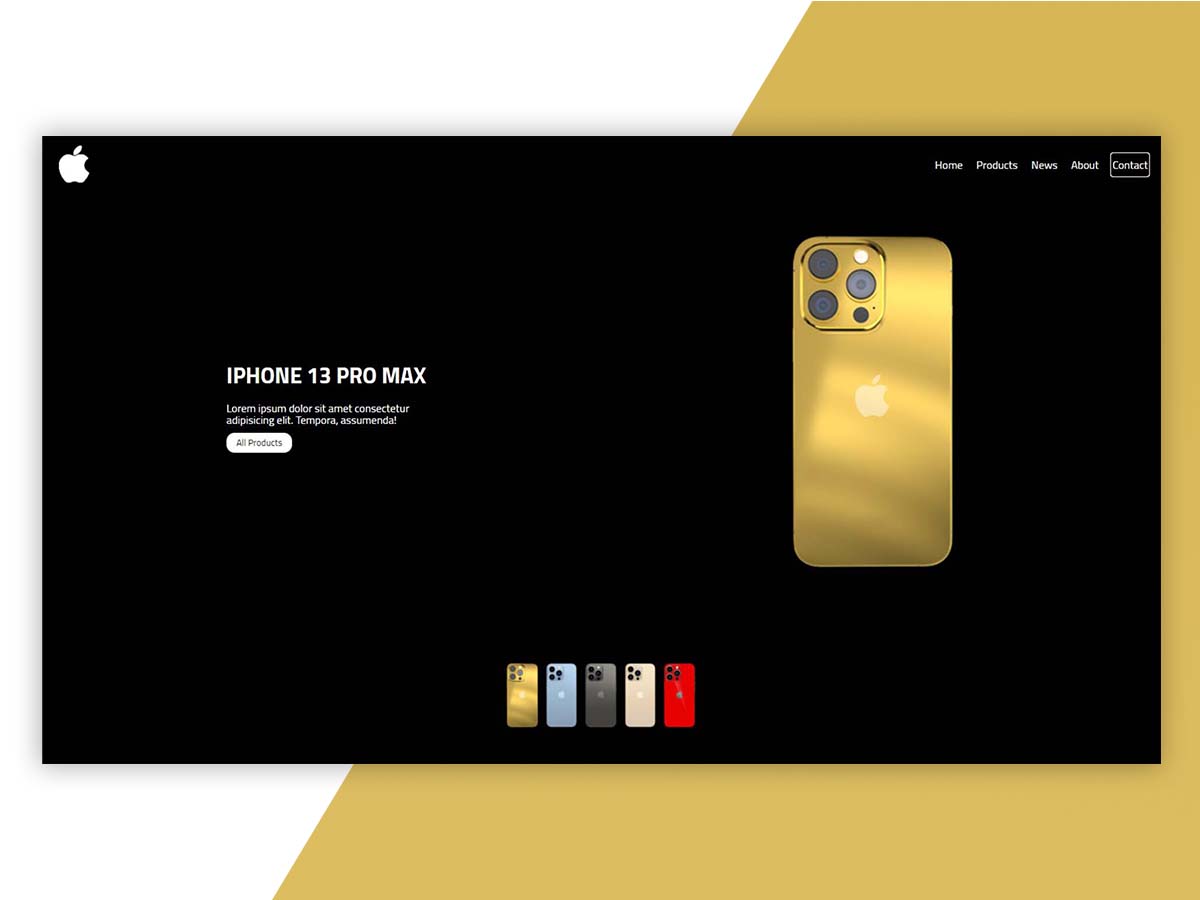 Home Products News About Contact
IPHONE 13 PRO MAX
Lorem ipsum dolor sit amet consectetur
adipisicing elit. Tempora, assumenda!
All Products